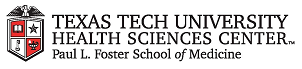 TEXAS TECH UNIVERSITY
HEALTH SCIENCES CENTER™
Paul L. Foster School of Medicine